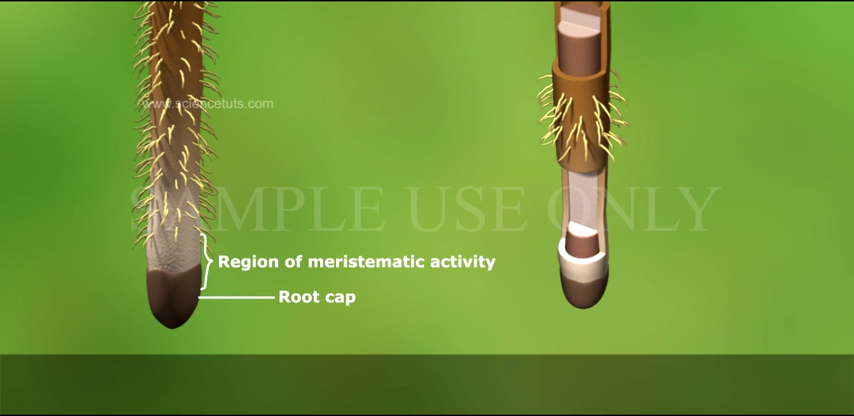 www.sciencetuts.com
SAMPLE USE ONLY
Region of meristematic activity
Root cap